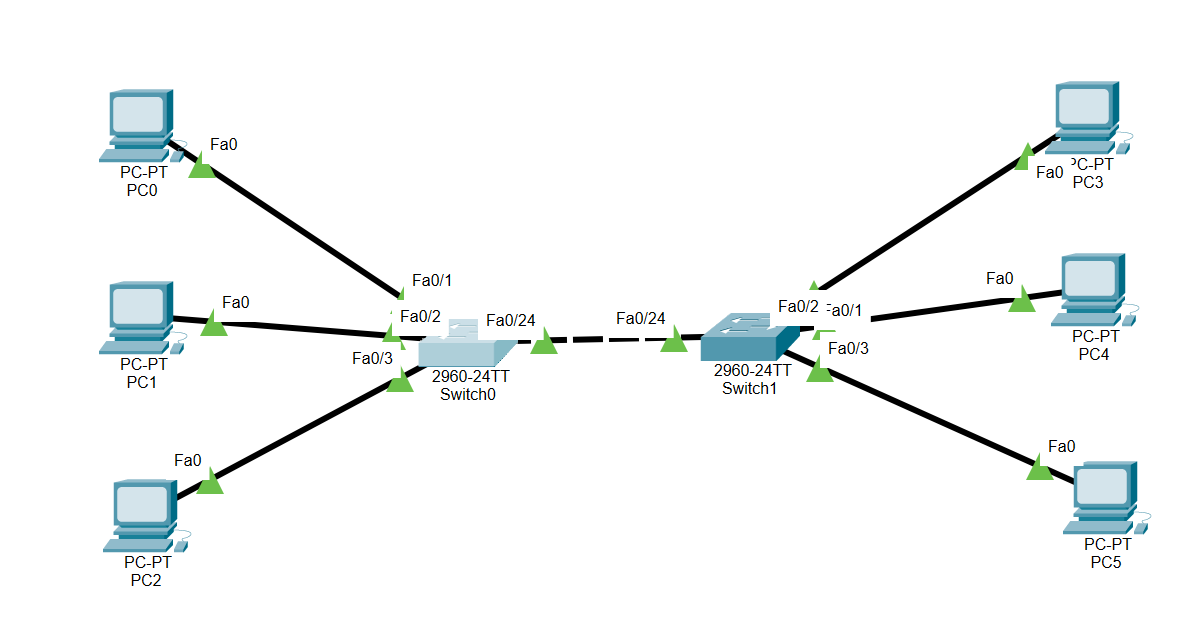 Fa0
PC-PT
PC0
Fa0
PC-PT
PC1
Fa0
PC-PT
PC2
Fa0/1
Fa0/2
Fa0/3
Fa0/24
2960-24TT
Switch0
Fa0/24
Fa0/2
Fa0/1
Fa0/3
2960-24TT
Switch1
Fa0
PC-PT
PC3
Fa0
PC-PT
PC4
Fa0
PC-PT
PC5